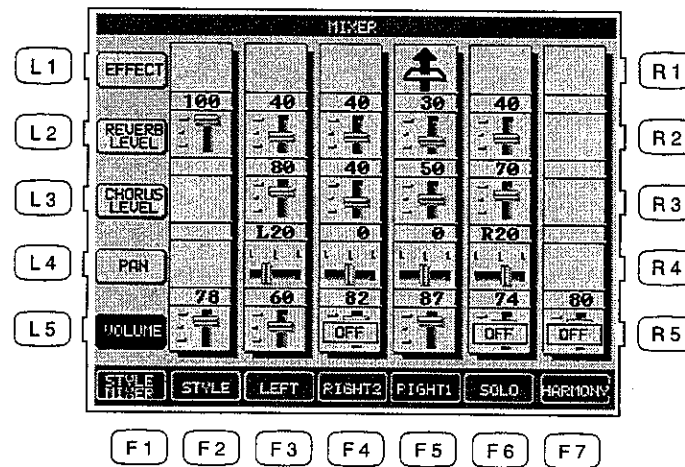 MIXER
L1 EFFECT R1
100 40 40 30 40
L2 REVERB LEVEL R2
80 40 50 70
L3 CHORUS LEVEL R3
L20 0 0 R20
L4 PAN R4
78 60 82 87 74 80
L5 VOLUME OFF OFF OFF R5
STYLE MIXER STYLE LEFT RIGHT2 RIGHT1 SOLO HARMONY
F1 F2 F3 F4 F5 F6 F7